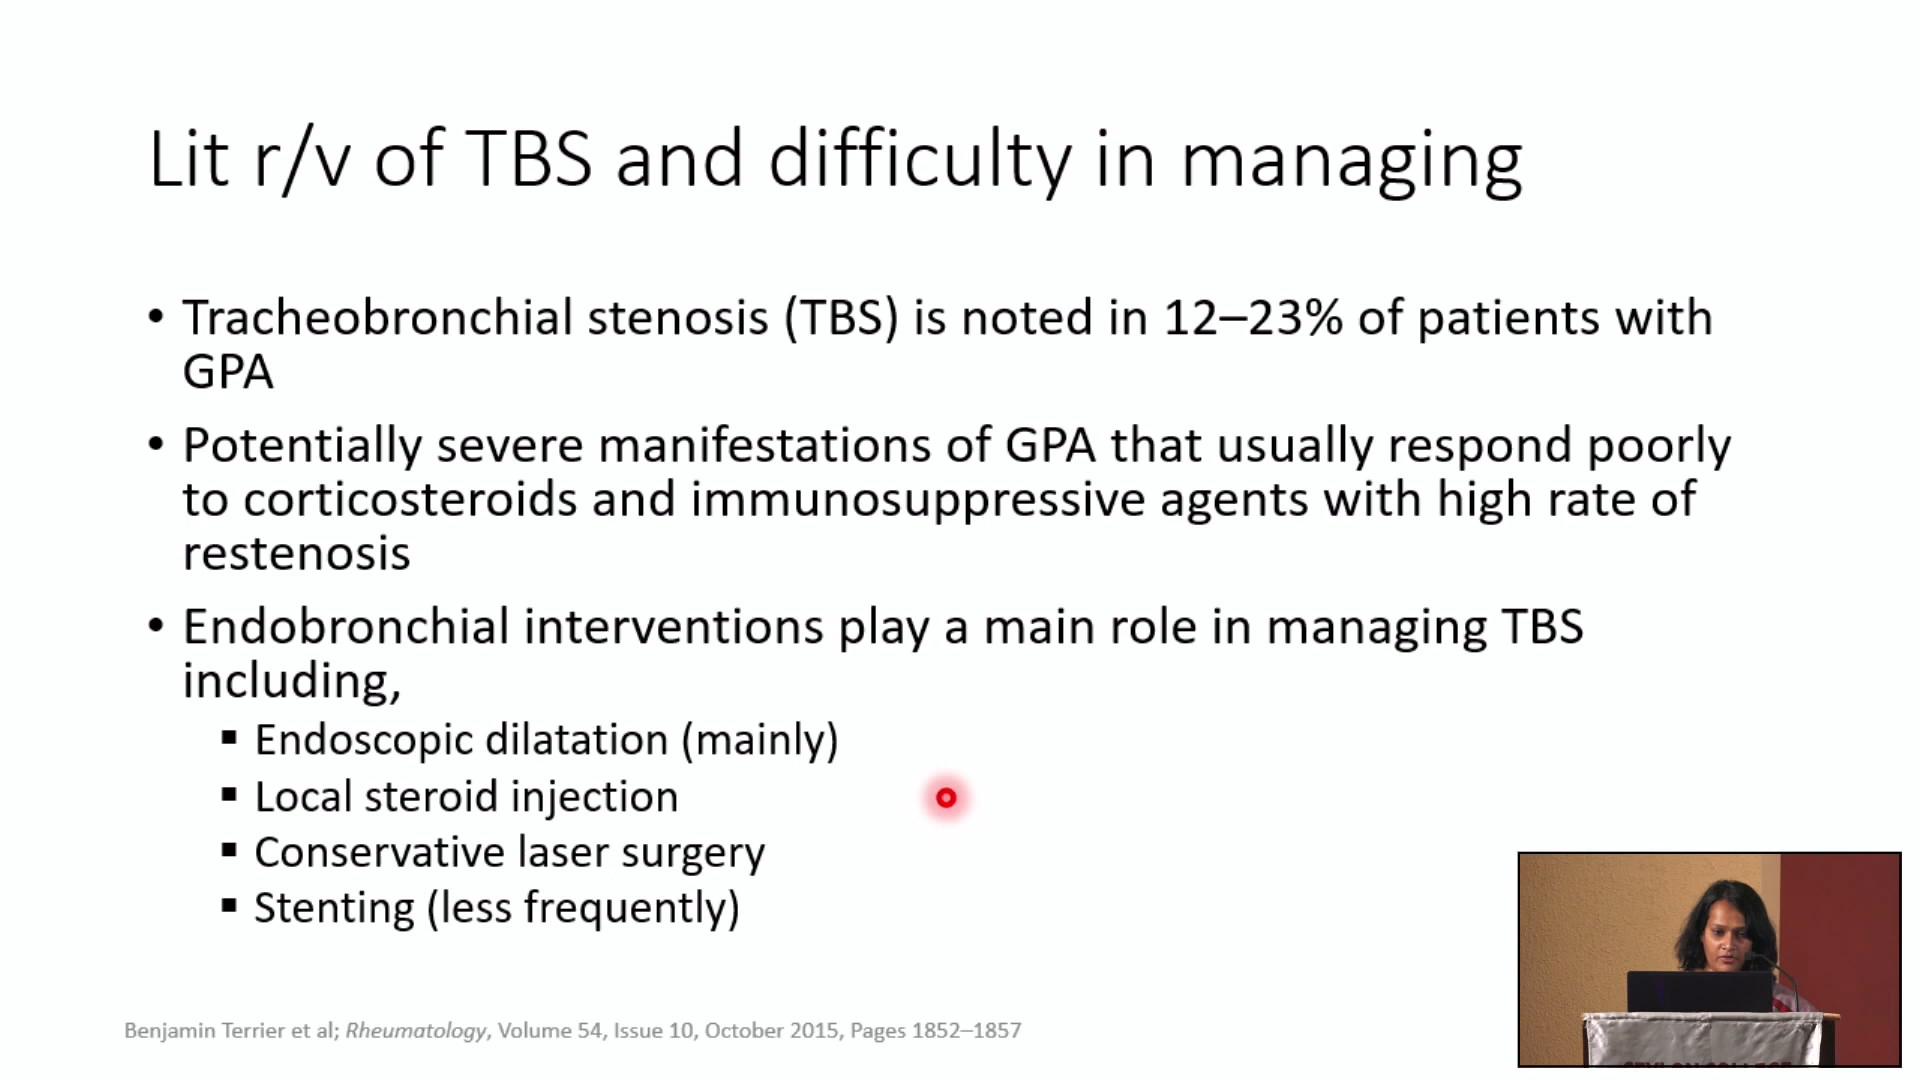 Lit r/v of TBS and difficulty in managing
• Tracheobronchial stenosis (TBS) is noted in 12–23% of patients with
GPA
• Potentially severe manifestations of GPA that usually respond poorly
to corticosteroids and immunosuppressive agents with high rate of
restenosis
• Endobronchial interventions play a main role in managing TBS
including,
▪ Endoscopic dilatation (mainly)
▪ Local steroid injection
▪ Conservative laser surgery
▪ Stenting (less frequently)
Benjamin Terrier et al; Rheumatology, Volume 54, Issue 10, October 2015, Pages 1852–1857